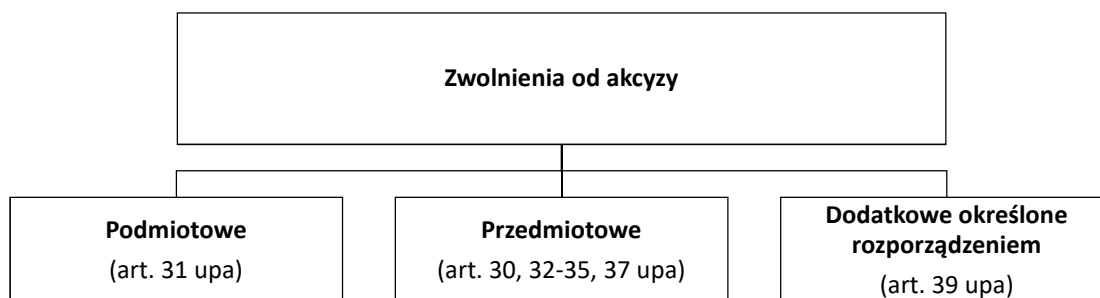 Zwolnienia od akcyzy
Podmiotowe
(art. 31 upa)
Przedmiotowe
(art. 30, 32-35, 37 upa)
Dodatkowe określone
rozporządzeniem
(art. 39 upa)